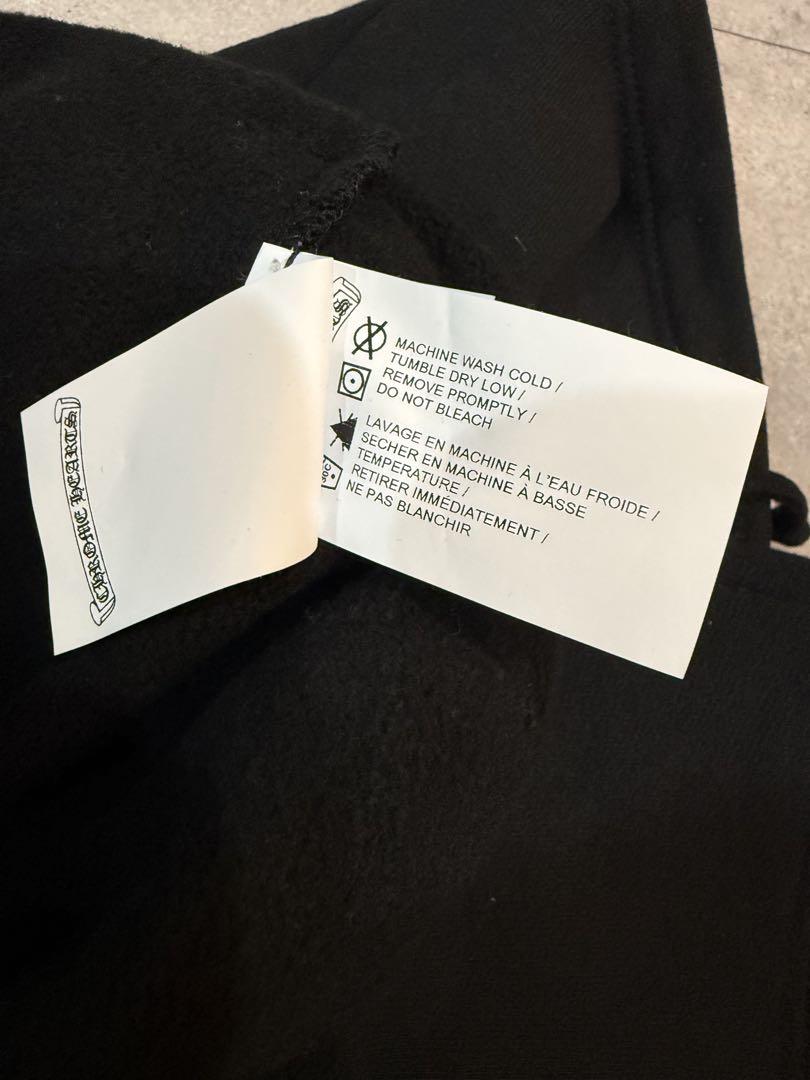 CHROME HEARTS
MACHINE WASH COLD /
TUMBLE DRY LOW /
REMOVE PROMPTLY /
DO NOT BLEACH
LAVAGE EN MACHINE À L'EAU FROIDE /
SECHER EN MACHINE À BASSE
TEMPERATURE /
RETIRER IMMÉDIATEMENT /
NE PAS BLANCHIR